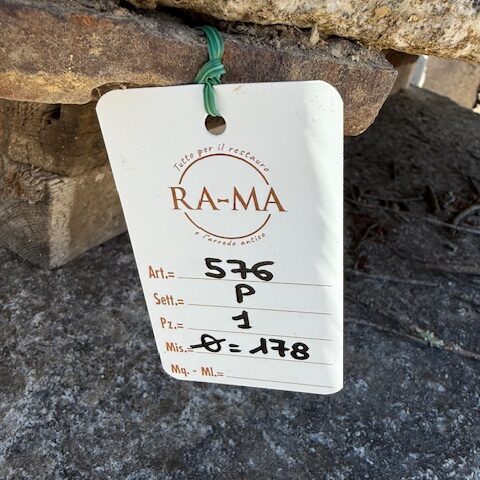 Tutto per il restauro
RA-MA
e l'arredo antico
Art.= 576
Sett.= P
Pz.= 1
Mis.= Ø = 178
Mq. - Ml.=